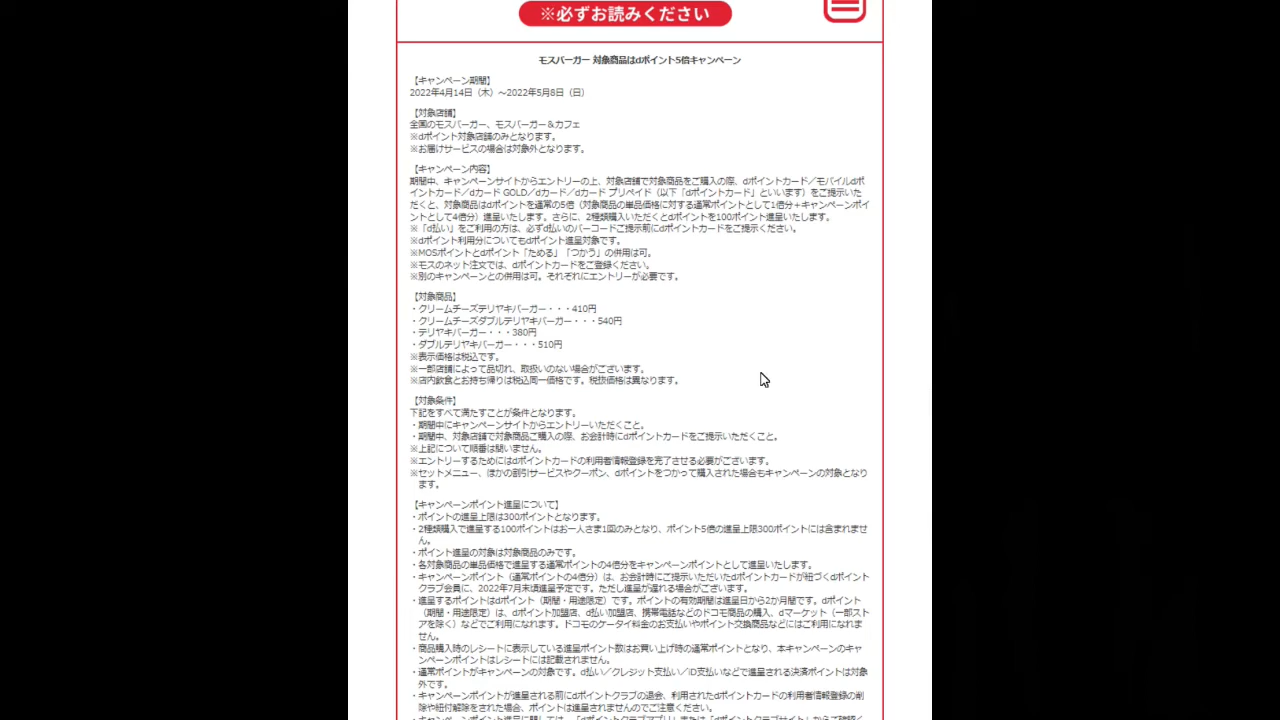 ※必ずお読みください
モスバーガー 対象商品はdポイント5倍キャンペーン
【キャンペーン期間】
2022年4月14日（木）～2022年5月8日（日）
【対象店舗】
全国のモスバーガー、モスバーガー＆カフェ
※dポイント対象店舗のみとなります。
※お届けサービスの場合は対象外となります。
【キャンペーン内容】
期間中、キャンペーンサイトからエントリーの上、対象店舗で対象商品をご購入の際、dポイントカード／モバイルdポ
イントカード／dカード GOLD／dカード／dカード プリペイド（以下「dポイントカード」といいます）をご提示いた
だくと、対象商品はdポイントを通常の5倍（対象商品の単品価格に対する通常ポイントとして1倍分＋キャンペーンポイ
ントとして4倍分）進呈いたします。さらに、2種類購入いただくとdポイントを100ポイント進呈いたします。
※「d払い」をご利用の方は、必ずd払いのバーコードご提示前にdポイントカードをご提示ください。
※dポイント利用分についてもdポイント進呈対象です。
※MOSポイントとdポイント「ためる」「つかう」の併用は可。
※モスのネット注文では、dポイントカードをご登録ください。
※別のキャンペーンとの併用は可。それぞれにエントリーが必要です。
【対象商品】
・クリームチーズテリヤキバーガー・・・410円
・クリームチーズダブルテリヤキバーガー・・・540円
・テリヤキバーガー・・・380円
・ダブルテリヤキバーガー・・・510円
※表示価格は税込です。
※一部店舗によって品切れ、取扱いのない場合がございます。
※店内飲食とお持ち帰りは税込同一価格です。税抜価格は異なります。
【対象条件】
下記をすべて満たすことが条件となります。
・期間中にキャンペーンサイトからエントリーいただくこと。
・期間中、対象店舗で対象商品ご購入の際、お会計時にdポイントカードをご提示いただくこと。
※上記について順番は問いません。
※エントリーするためにはdポイントカードの利用者情報登録を完了させる必要がございます。
※セットメニュー、ほかの割引サービスやクーポン、dポイントをつかって購入された場合もキャンペーンの対象となり
ます。
【キャンペーンポイント進呈について】
・ポイントの進呈上限は300ポイントとなります。
・2種類購入で進呈する100ポイントはお一人さま1回のみとなり、ポイント5倍の進呈上限300ポイントには含まれませ
ん。
・ポイント進呈の対象は対象商品のみです。
・各対象商品の単品価格で進呈する通常ポイントの4倍分をキャンペーンポイントとして進呈いたします。
・キャンペーンポイント（通常ポイントの4倍分）は、お会計時にご提示いただいたdポイントカードが紐づくdポイント
クラブ会員に、2022年7月末頃進呈予定です。ただし進呈が遅れる場合がございます。
・進呈するポイントはdポイント（期間・用途限定）です。ポイントの有効期間は進呈日から2か月間です。dポイント
（期間・用途限定）は、dポイント加盟店、d払い加盟店、携帯電話などのドコモ商品の購入、dマーケット（一部スト
アを除く）などでご利用になれます。ドコモのケータイ料金のお支払いやポイント交換商品などにはご利用になれま
せん。
・商品購入時のレシートに表示している進呈ポイント数はお買い上げ時の通常ポイントとなり、本キャンペーンのキャ
ンペーンポイントはレシートには記載されません。
・通常ポイントがキャンペーンの対象です。d払い／クレジット支払い／iD支払いなどで進呈される決済ポイントは対象
外です。
・キャンペーンポイントが進呈される前にdポイントクラブの退会、利用されたdポイントカードの利用者情報登録の削
除や紐付解除をされた場合、ポイントは進呈されませんのでご注意ください。